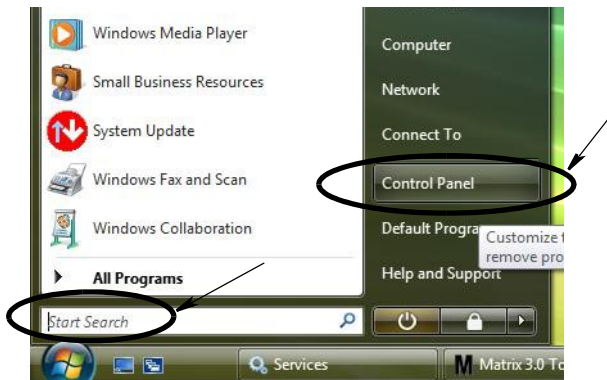 Windows Media Player
Small Business Resources
System Update
Windows Fax and Scan
Windows Collaboration
All Programs
Start Search
Computer
Network
Connect To
Control Panel
Default Progra
Customize
remove pro
Help and Support
Services
M Matrix 3.0 To